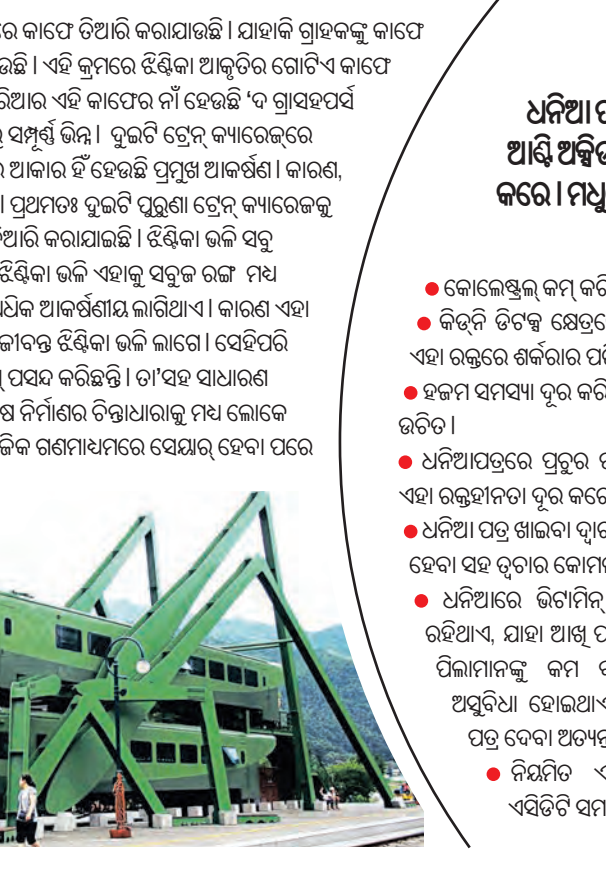 ରେ କାଫେ ତିଆରି କରାଯାଉଛି । ଯାହାକି ଗ୍ରାହକଙ୍କୁ କାଫେ
ଉଛି । ଏହି କ୍ରମରେ ଝିଣ୍ଟିକା ଆକୃତିର ଗୋଟିଏ କାଫେ
ରିଆର ଏହି କାଫେର ନାଁ ହେଉଛି ‘ଦ ଗ୍ରାସହପର୍ସ
ସମ୍ପୂର୍ଣ୍ଣ ଭିନ୍ନ । ଦୁଇଟି ଟ୍ରେନ୍ କ୍ୟାରେଜ୍‌ରେ
ଆକାର ହିଁ ହେଉଛି ପ୍ରମୁଖ ଆକର୍ଷଣ । କାରଣ,
। ପ୍ରଥମତଃ ଦୁଇଟି ପୁରୁଣା ଟ୍ରେନ୍ କ୍ୟାରେଜକୁ
ଆରି କରାଯାଇଛି । ଝିଣ୍ଟିକା ଭଳି ସବୁ
ଝିଣ୍ଟିକା ଭଳି ଏହାକୁ ସବୁଜ ରଙ୍ଗ ମଧ୍ୟ
ଧିକ ଆକର୍ଷଣୀୟ ଲାଗିଥାଏ । କାରଣ ଏହା
ଜୀବନ୍ତ ଝିଣ୍ଟିକା ଭଳି ଲାଗେ । ସେହିପରି
ପସନ୍ଦ କରିଛନ୍ତି । ତା’ସହ ସାଧାରଣ
ଷ ନିର୍ମାଣର ଚିନ୍ତାଧାରାକୁ ମଧ୍ୟ ଲୋକେ
ଜିକ ଗଣମାଧ୍ୟମରେ ସେୟାର୍ ହେବା ପରେ
ଧନିଆ ପ
ଆଣ୍ଟି ଅକ୍ସିଡ
କରେ । ମଧୁ
● କୋଲେଷ୍ଟ୍ରଲ୍ କମ୍ କରି
● କିଡ୍‌ନି ଡିଟକ୍ସ କ୍ଷେତ୍ରରେ
ଏହା ରକ୍ତରେ ଶର୍କରାର ପରି
● ହଜମ ସମସ୍ୟା ଦୂର କରି
ଉଚିତ ।
● ଧନିଆପତ୍ରରେ ପ୍ରଚୁର
ଏହା ରକ୍ତହୀନତା ଦୂର କରେ
● ଧନିଆ ପତ୍ର ଖାଇବା ଦ୍ୱାରା
ହେବା ସହ ତ୍ୱଚାର କୋମ
● ଧନିଆରେ ଭିଟାମିନ୍
ରହିଥାଏ, ଯାହା ଆଖି ପ
ପିଲାମାନଙ୍କୁ କମ
ଅସୁବିଧା ହୋଇଥାଏ
ପତ୍ର ଦେବା ଅତ୍ୟନ୍ତ
● ନିୟମିତ ଏ
ଏସିଡିଟି ସମ